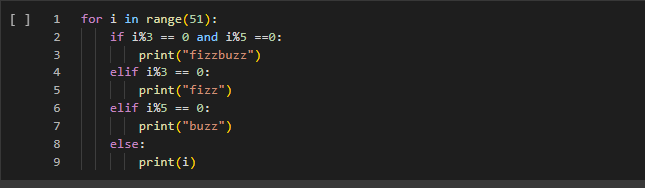 [ ] 1 for i in range(51):
2     if i%3 == 0 and i%5 ==0:
3         print("fizzbuzz")
4     elif i%3 == 0:
5         print("fizz")
6     elif i%5 == 0:
7         print("buzz")
8     else:
9         print(i)